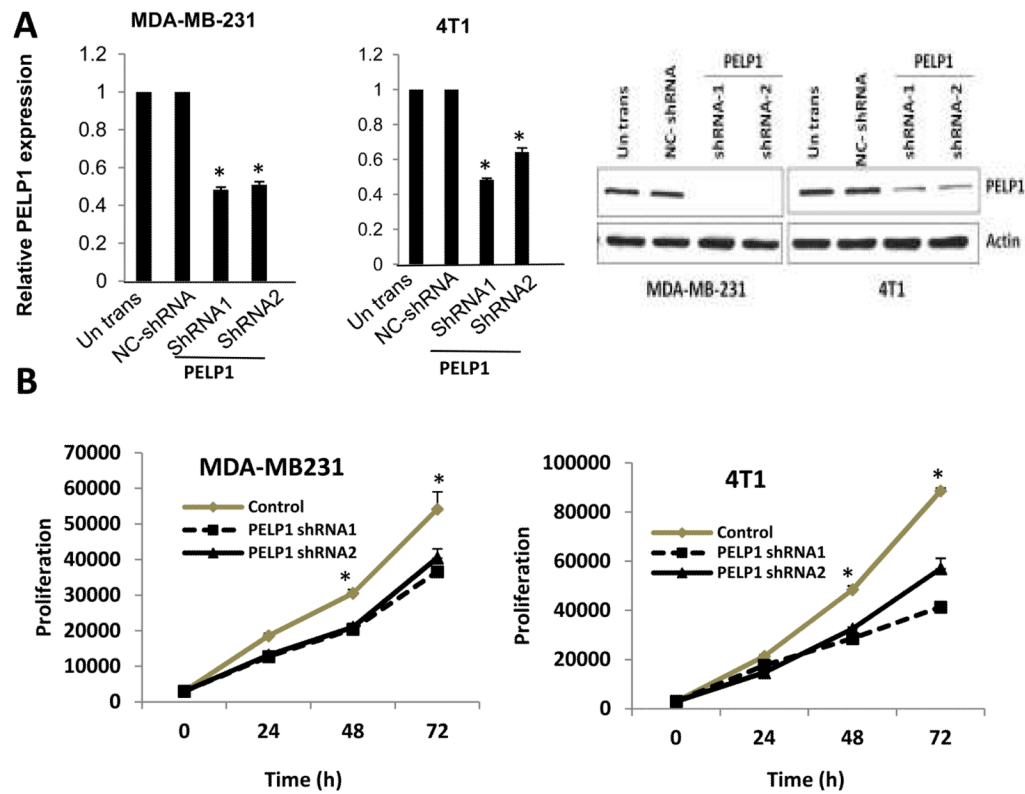 A
MDA-MB-231
4T1
Relative PELP1 expression
1.2
1
0.8
0.6
0.4
0.2
0
*
*
Un trans
NC-shRNA
ShRNA1
ShRNA2
PELP1
1.2
1
0.8
0.6
0.4
0.2
0
*
*
Un trans
NC-shRNA
ShRNA1
ShRNA2
PELP1
PELP1
PELP1
Un trans
NC- shRNA
shRNA-1
shRNA-2
Un trans
NC- shRNA
shRNA-1
shRNA-2
PELP1
Actin
MDA-MB-231
4T1
B
MDA-MB231
Proliferation
70000
60000
50000
40000
30000
20000
10000
0
Control
PELP1 shRNA1
PELP1 shRNA2
*
*
0 24 48 72
Time (h)
4T1
Proliferation
100000
80000
60000
40000
20000
0
Control
PELP1 shRNA1
PELP1 shRNA2
*
*
0 24 48 72
Time (h)